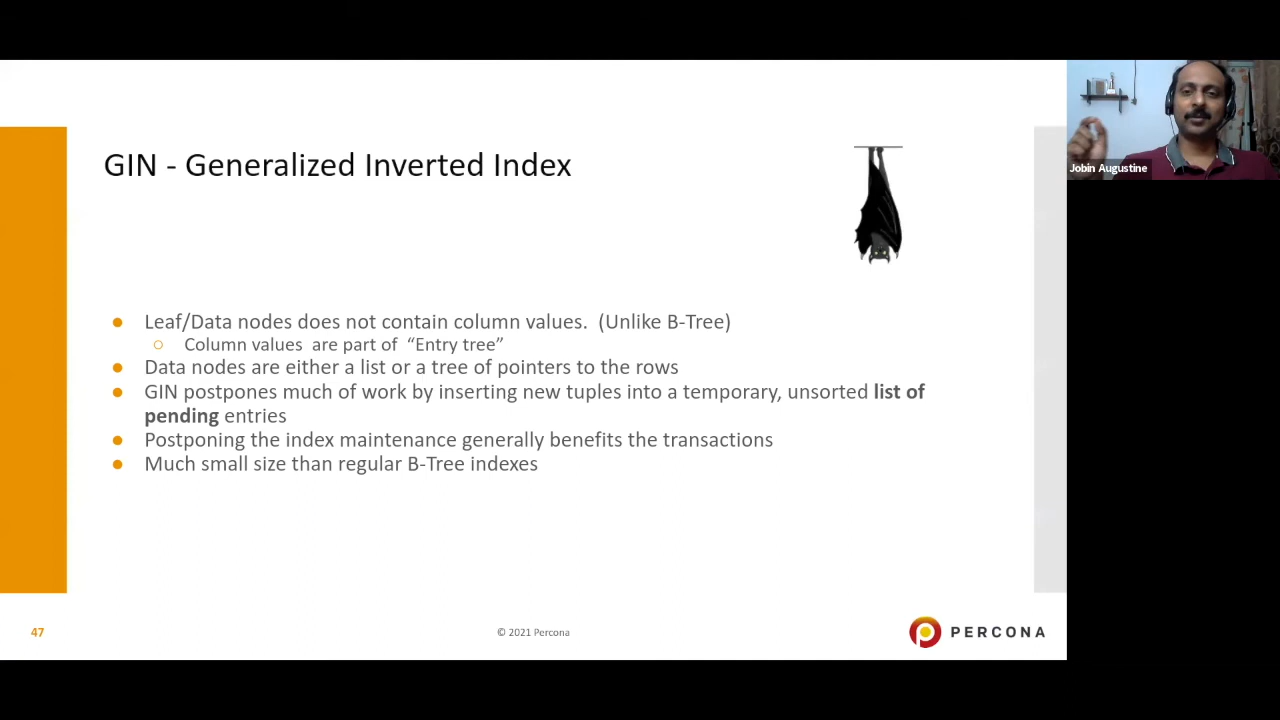 GIN - Generalized Inverted Index
Jobin Augustine
● Leaf/Data nodes does not contain column values.  (Unlike B-Tree)
○ Column values  are part of  “Entry tree”
● Data nodes are either a list or a tree of pointers to the rows
● GIN postpones much of work by inserting new tuples into a temporary, unsorted list of
pending entries
● Postponing the index maintenance generally benefits the transactions
● Much small size than regular B-Tree indexes
47
© 2021 Percona
PERCONA